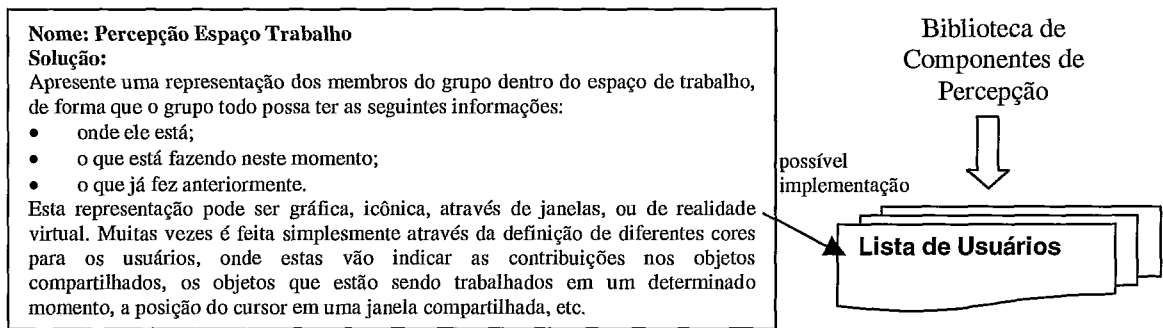 Nome: Percepção Espaço Trabalho
Solução:
Apresente uma representação dos membros do grupo dentro do espaço de trabalho,
de forma que o grupo todo possa ter as seguintes informações:
• onde ele está;
• o que está fazendo neste momento;
• o que já fez anteriormente.
Esta representação pode ser gráfica, icônica, através de janelas, ou de realidade
virtual. Muitas vezes é feita simplesmente através da definição de diferentes cores
para os usuários, onde estas vão indicar as contribuições nos objetos
compartilhados, os objetos que estão sendo trabalhados em um determinado
momento, a posição do cursor em uma janela compartilhada, etc.
possível
implementação
Biblioteca de
Componentes de
Percepção
Lista de Usuários